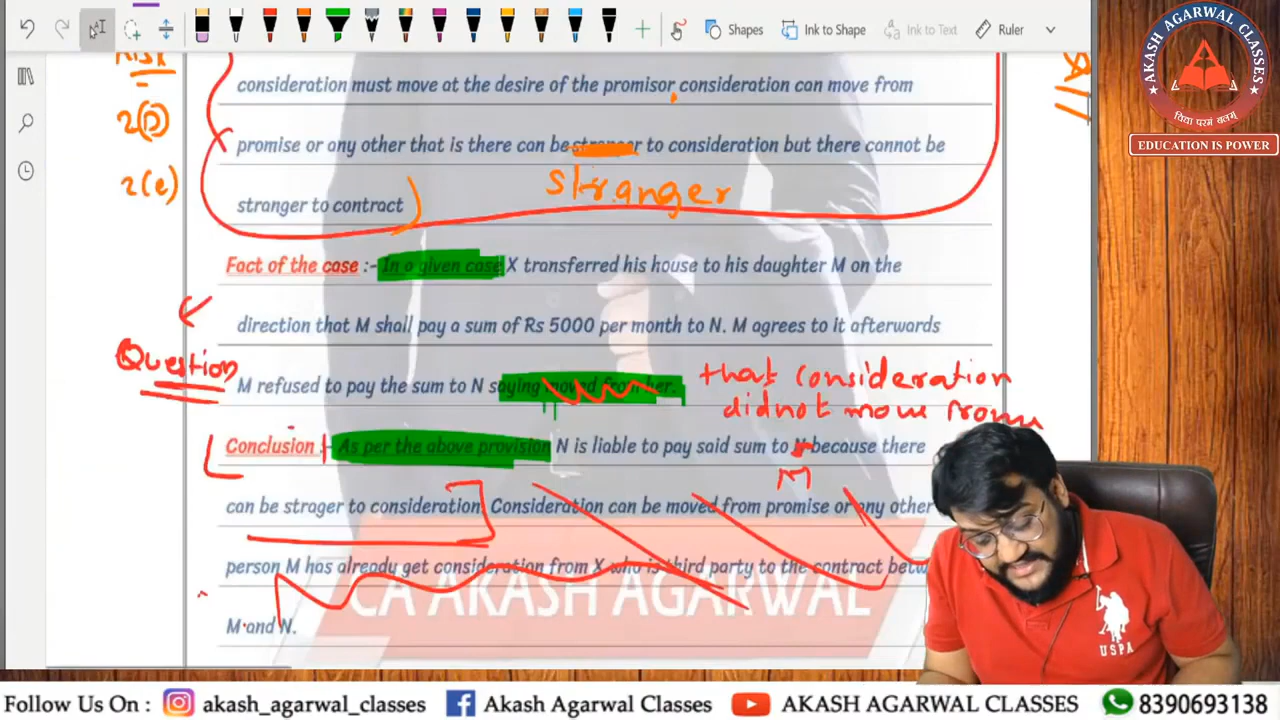 Shapes Ink to Shape Ink to Text Ruler
AKASH AGARWAL CLASSES
विद्या परमं बलम्
EDUCATION IS POWER
consideration must move at the desire of the promisor consideration can move from
2(D)
promise or any other that is there can be stranger to consideration but there cannot be
2(e)
stranger
stranger to contract )
Fact of the case :- In a given case X transferred his house to his daughter M on the
direction that M shall pay a sum of Rs 5000 per month to N. M agrees to it afterwards
Question
M refused to pay the sum to N saying moved from her. that consideration
didnot move from
Conclusion :- As per the above provision N is liable to pay said sum to N because there
M
can be strager to consideration. Consideration can be moved from promise or any other
person M has already get consideration from X who is third party to the contract betw
M and N.
CA AKASH AGARWAL
USPA
Follow Us On : akash_agarwal_classes Akash Agarwal Classes AKASH AGARWAL CLASSES 8390693138